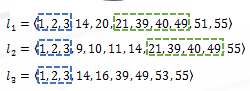 l₁ = ⟨1, 2, 3, 14, 20, 21, 39, 40, 49, 51, 55⟩
l₂ = ⟨1, 2, 3, 9, 10, 11, 14, 21, 39, 40, 49, 55⟩
l₃ = ⟨1, 2, 3, 14, 16, 39, 49, 53, 55⟩